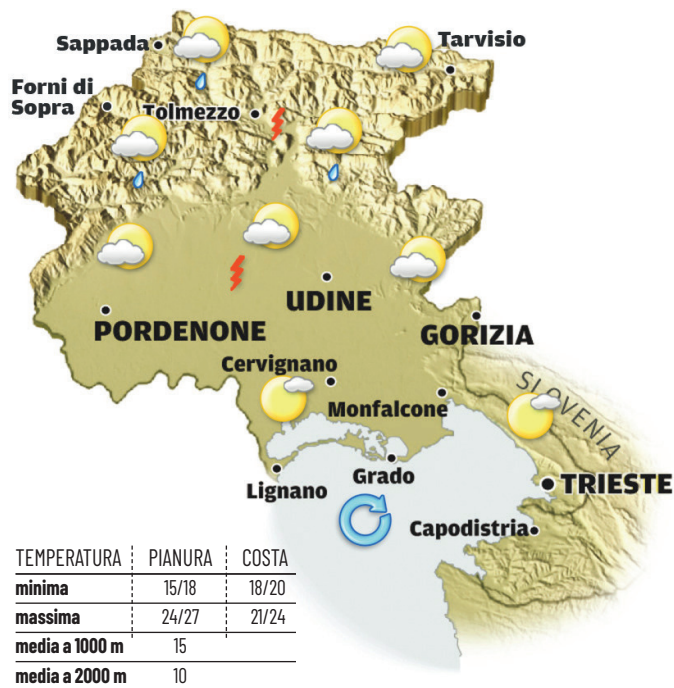 Sappada
Tarvisio
Forni di
Sopra
Tolmezzo
UDINE
PORDENONE
GORIZIA
Cervignano
SLOVENIA
Monfalcone
Grado
TRIESTE
Lignano
Capodistria
TEMPERATURA PIANURA COSTA
minima 15/18 18/20
massima 24/27 21/24
media a 1000 m 15
media a 2000 m 10